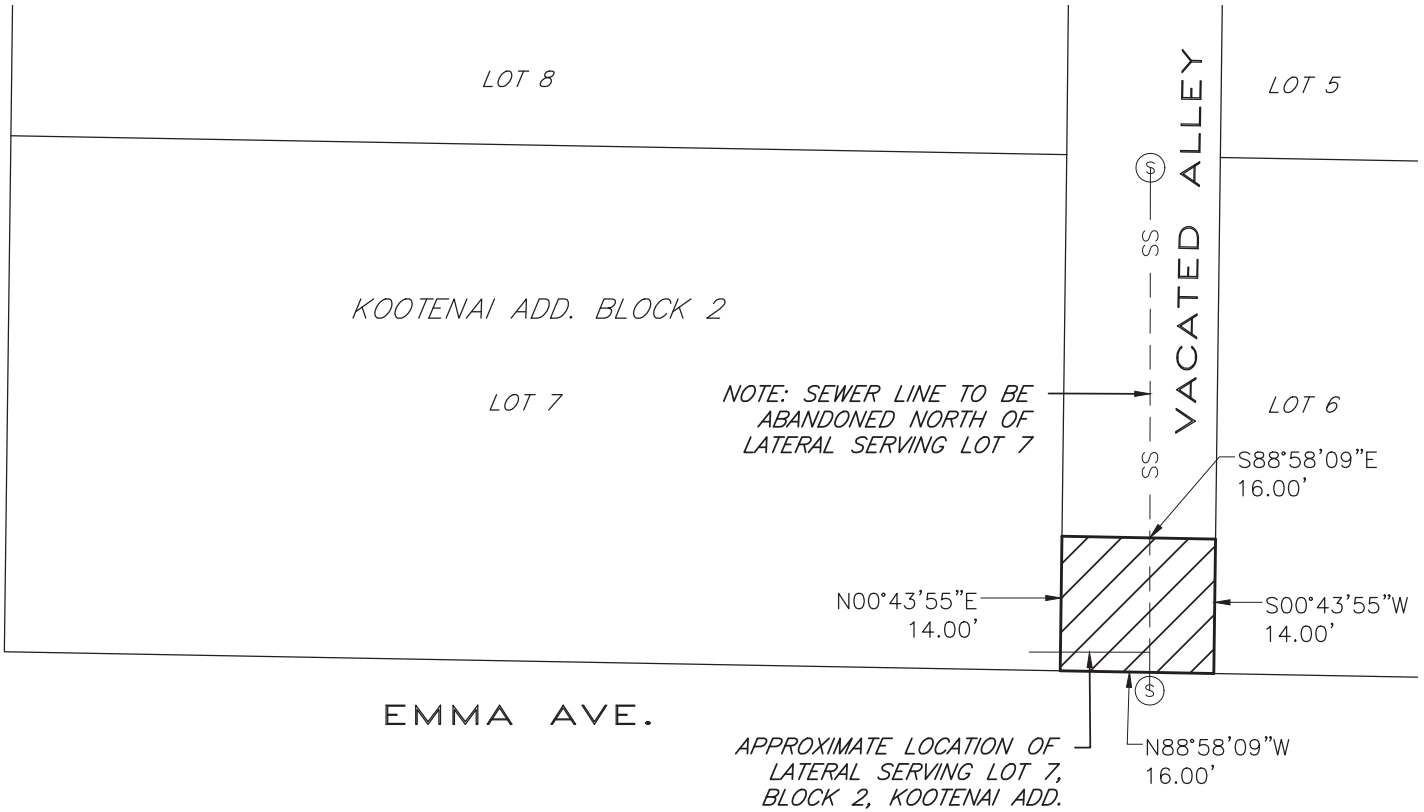 LOT 8
LOT 5
VACATED ALLEY
S
SS
KOOTENAI ADD. BLOCK 2
LOT 7
NOTE: SEWER LINE TO BE
ABANDONED NORTH OF
LATERAL SERVING LOT 7
LOT 6
SS
S88°58'09"E
16.00'
N00°43'55"E
14.00'
S00°43'55"W
14.00'
S
EMMA AVE.
APPROXIMATE LOCATION OF
LATERAL SERVING LOT 7,
BLOCK 2, KOOTENAI ADD.
N88°58'09"W
16.00'